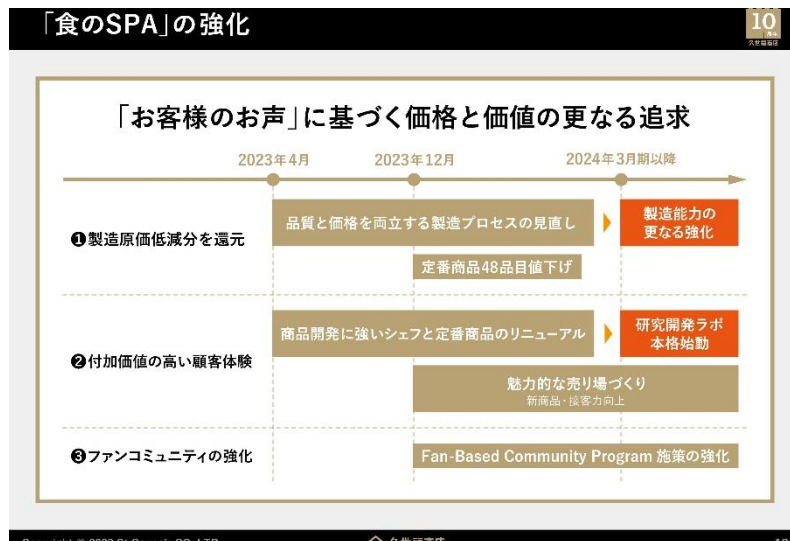 「食のSPA」の強化
10
周年
久世福商店
「お客様のお声」に基づく価格と価値の更なる追求
2023年4月
2023年12月
2024年3月期以降
❶製造原価低減分を還元
品質と価格を両立する製造プロセスの見直し
製造能力の
更なる強化
定番商品48品目値下げ
❷付加価値の高い顧客体験
商品開発に強いシェフと定番商品のリニューアル
研究開発ラボ
本格始動
魅力的な売り場づくり
新商品・接客力向上
❸ファンコミュニティの強化
Fan-Based Community Program 施策の強化